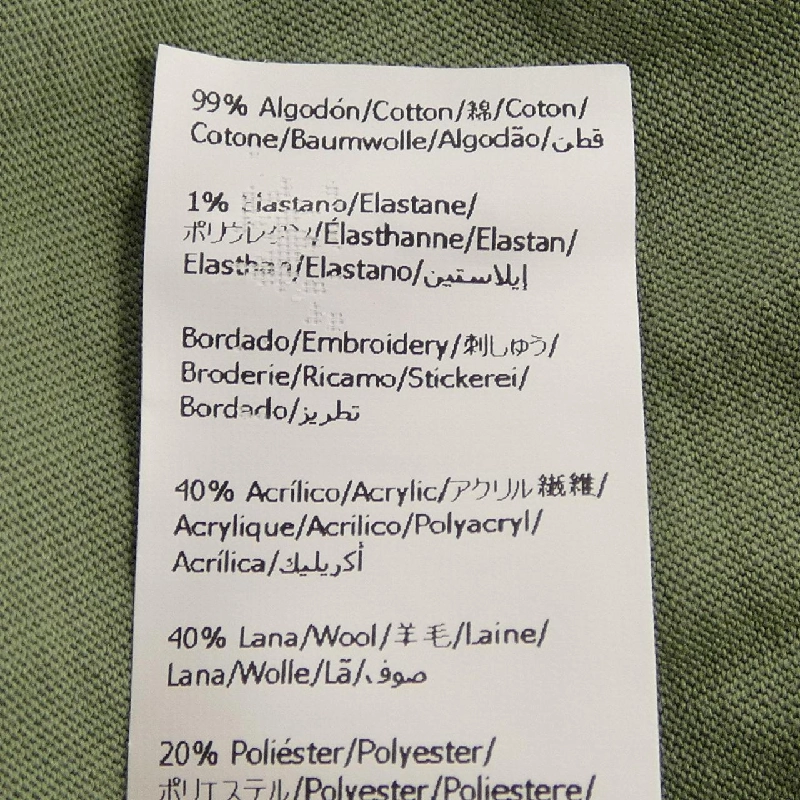 99% Algodón/Cotton/綿/Coton/
Cotone/Baumwolle/Algodão/قطن
1% Elastano/Elastane/
ポリウレタン/Élasthanne/Elastan/
Elasthan/Elastano/إيلاستين
Bordado/Embroidery/刺しゅう/
Broderie/Ricamo/Stickerei/
Bordado/تطريز
40% Acrílico/Acrylic/アクリル繊維/
Acrylique/Acrilico/Polyacryl/
Acrílica/أكريليك
40% Lana/Wool/羊毛/Laine/
Lana/Wolle/Lã/صوف
20% Poliéster/Polyester/
ポリエステル/Polyester/Poliestere/